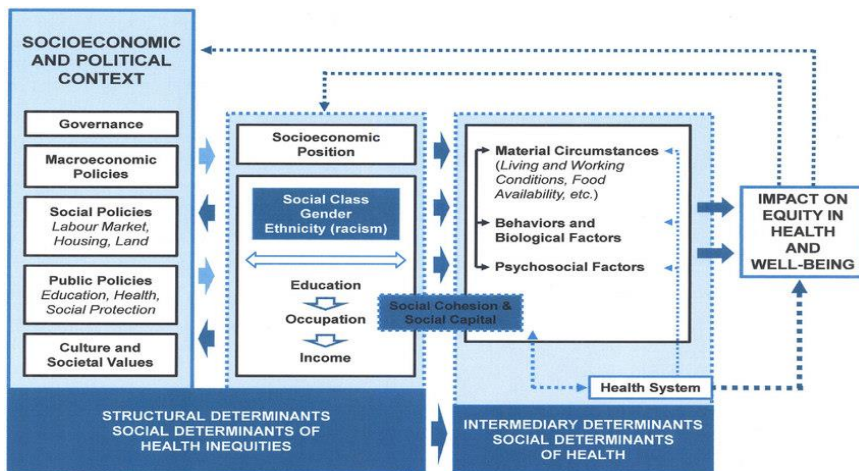 SOCIOECONOMIC
AND POLITICAL
CONTEXT
Governance
Macroeconomic
Policies
Social Policies
Labour Market,
Housing, Land
Public Policies
Education, Health,
Social Protection
Culture and
Societal Values
Socioeconomic
Position
Social Class
Gender
Ethnicity (racism)
Education
Occupation
Income
Social Cohesion &
Social Capital
Material Circumstances
(Living and Working
Conditions, Food
Availability, etc.)
Behaviors and
Biological Factors
Psychosocial Factors
Health System
IMPACT ON
EQUITY IN
HEALTH
AND
WELL-BEING
STRUCTURAL DETERMINANTS
SOCIAL DETERMINANTS OF
HEALTH INEQUITIES
INTERMEDIARY DETERMINANTS
SOCIAL DETERMINANTS
OF HEALTH